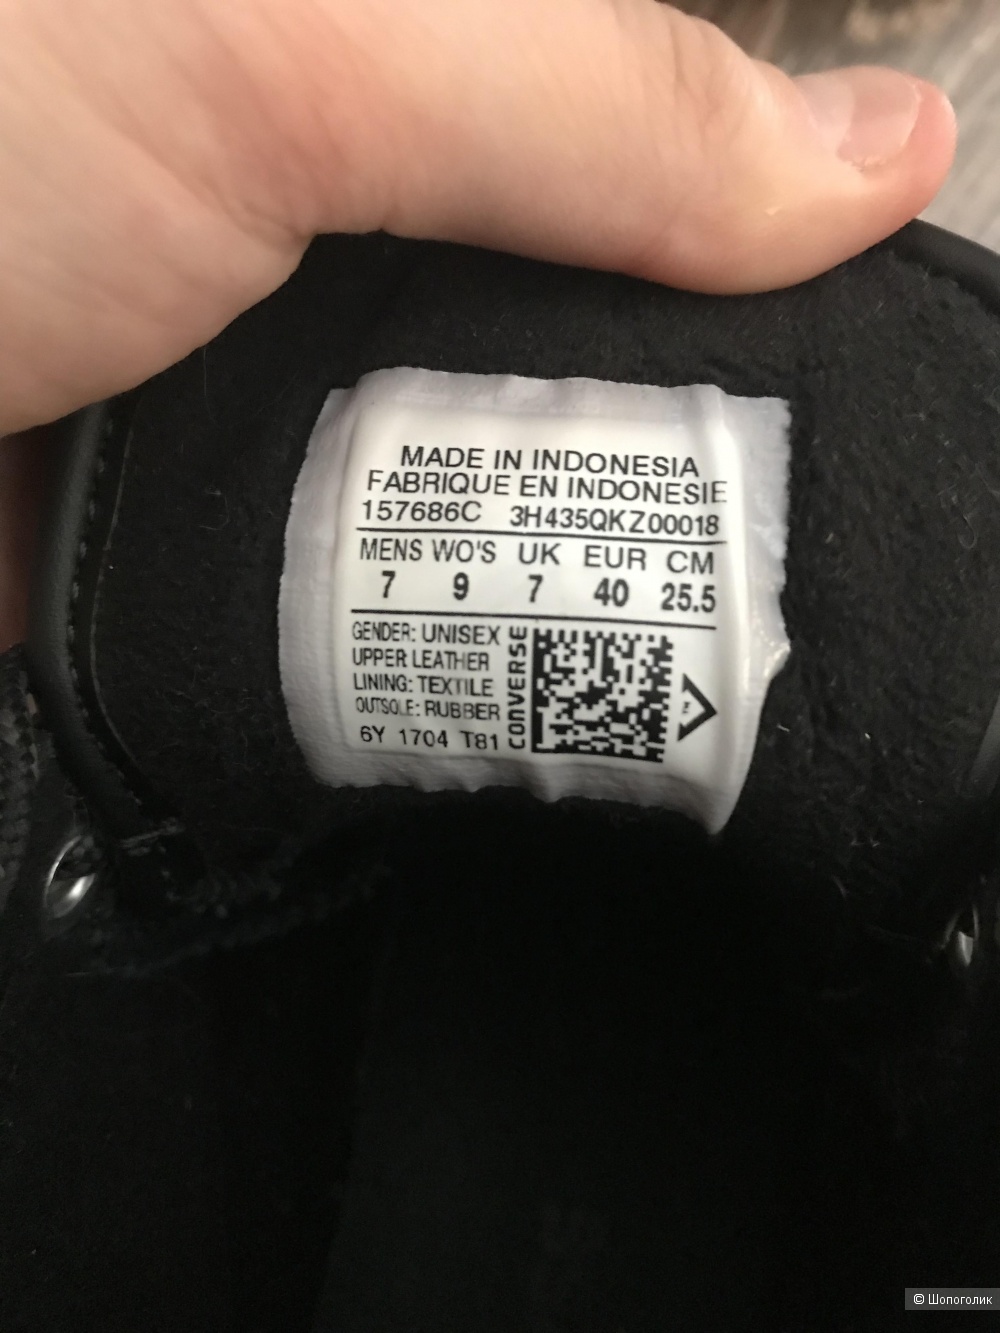 MADE IN INDONESIA
FABRIQUE EN INDONESIE
157686C 3H435QKZ00018
MENS WO'S UK EUR CM
7 9 7 40 25.5
GENDER: UNISEX
UPPER LEATHER
LINING: TEXTILE
OUTSOLE: RUBBER
6Y 1704 T81
CONVERSE
© Шопоголик